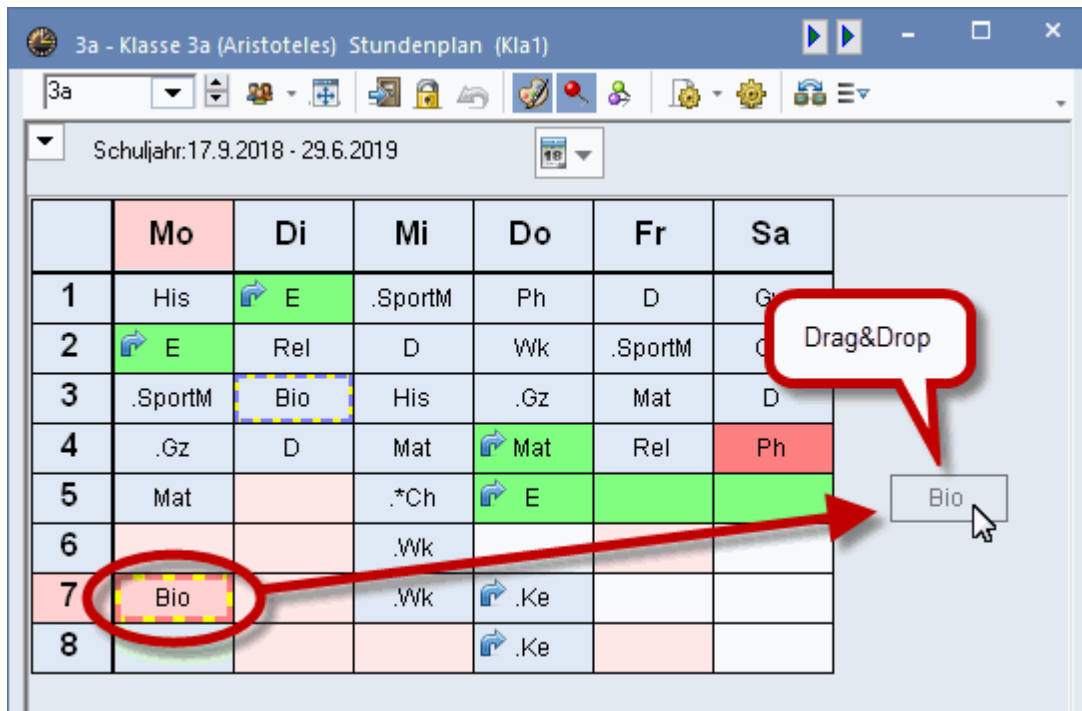 3a - Klasse 3a (Aristoteles) Stundenplan (Kla1)
3a
Schuljahr:17.9.2018 - 29.6.2019
18
Mo Di Mi Do Fr Sa
1 His E .SportM Ph D
2 E Rel D Wk .SportM
Drag&Drop
3 .SportM Bio His .Gz Mat D
4 .Gz D Mat Mat Rel Ph
5 Mat .*Ch E
Bio
6 .Wk
7 Bio .Wk .Ke
8 .Ke